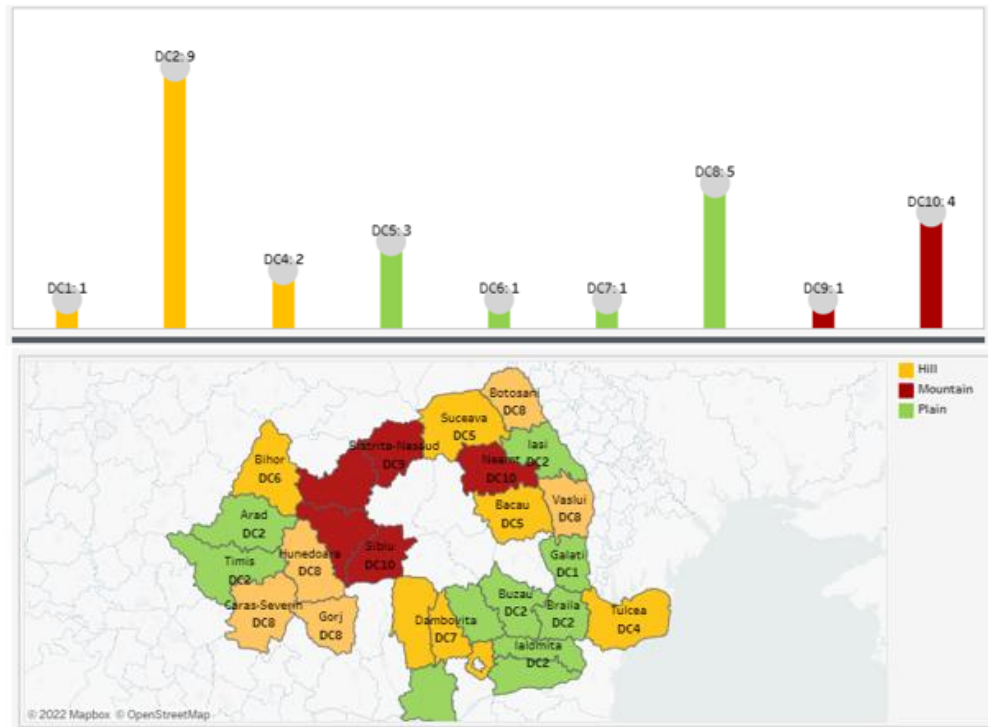 DC2: 9
DC8: 5
DC10: 4
DC5: 3
DC4: 2
DC1: 1
DC6: 1
DC7: 1
DC9: 1
Hill
Mountain
Plain
Botosani
DC8
Suceava
DC5
Iasi
DC2
Bistrita-Nasaud
DC9
Neamt
DC10
Bihor
DC6
Vaslui
DC8
Bacau
DC5
Arad
DC2
Hunedoara
DC8
Sibiu
DC10
Galati
DC1
Timis
DC2
Buzau
DC2
Braila
DC2
Caras-Severin
DC8
Gorj
DC8
Dambovita
DC7
Tulcea
DC4
Ialomita
DC2
© 2022 Mapbox © OpenStreetMap